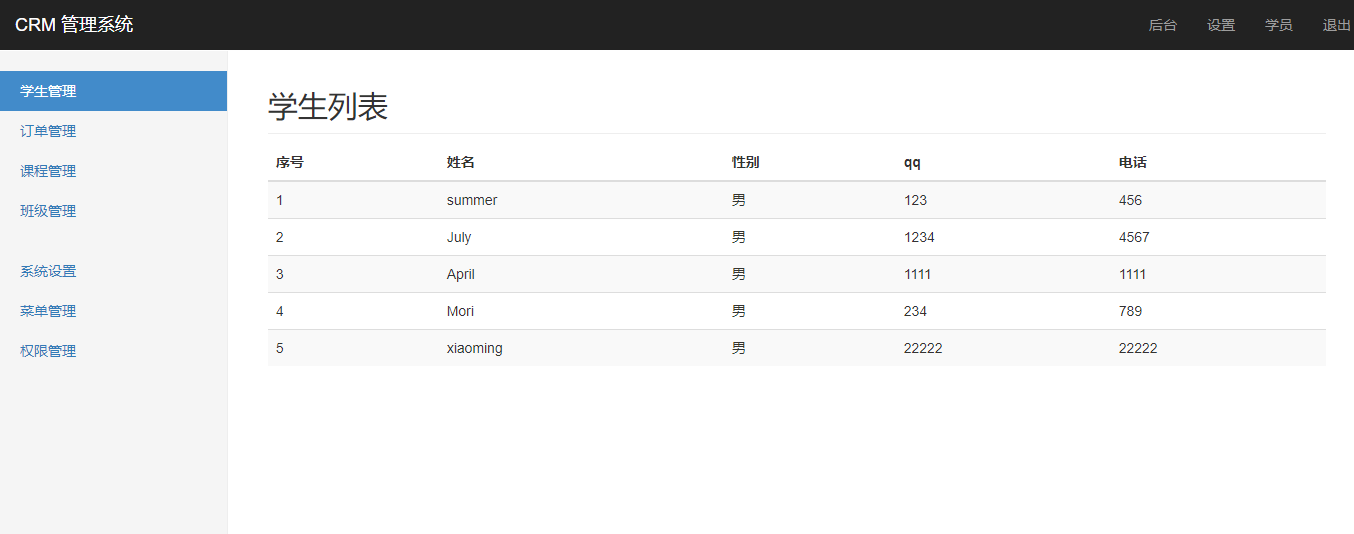 CRM 管理系统 后台 设置 学员 退出
学生管理
订单管理
课程管理
班级管理
系统设置
菜单管理
权限管理
学生列表
序号 姓名 性别 qq 电话
1 summer 男 123 456
2 July 男 1234 4567
3 April 男 1111 1111
4 Mori 男 234 789
5 xiaoming 男 22222 22222